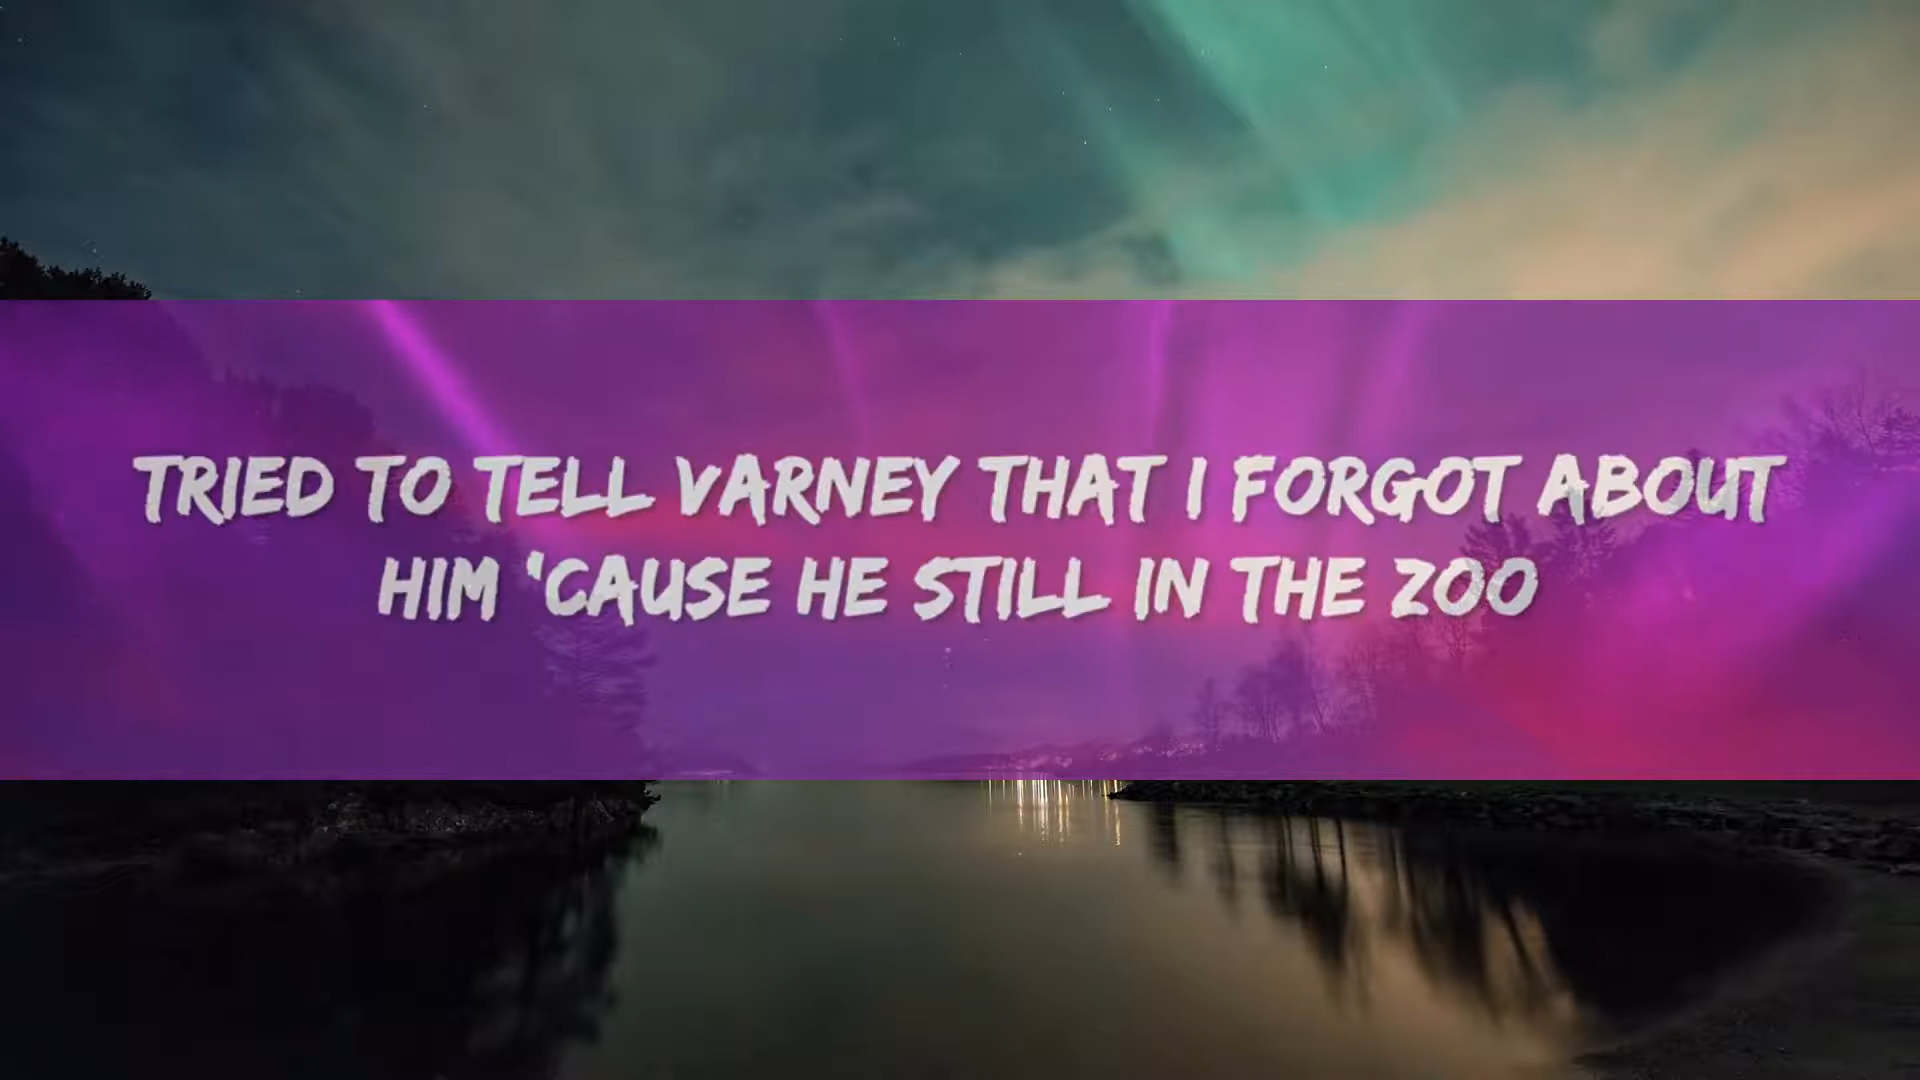 TRIED TO TELL VARNEY THAT I FORGOT ABOUT
HIM 'CAUSE HE STILL IN THE ZOO